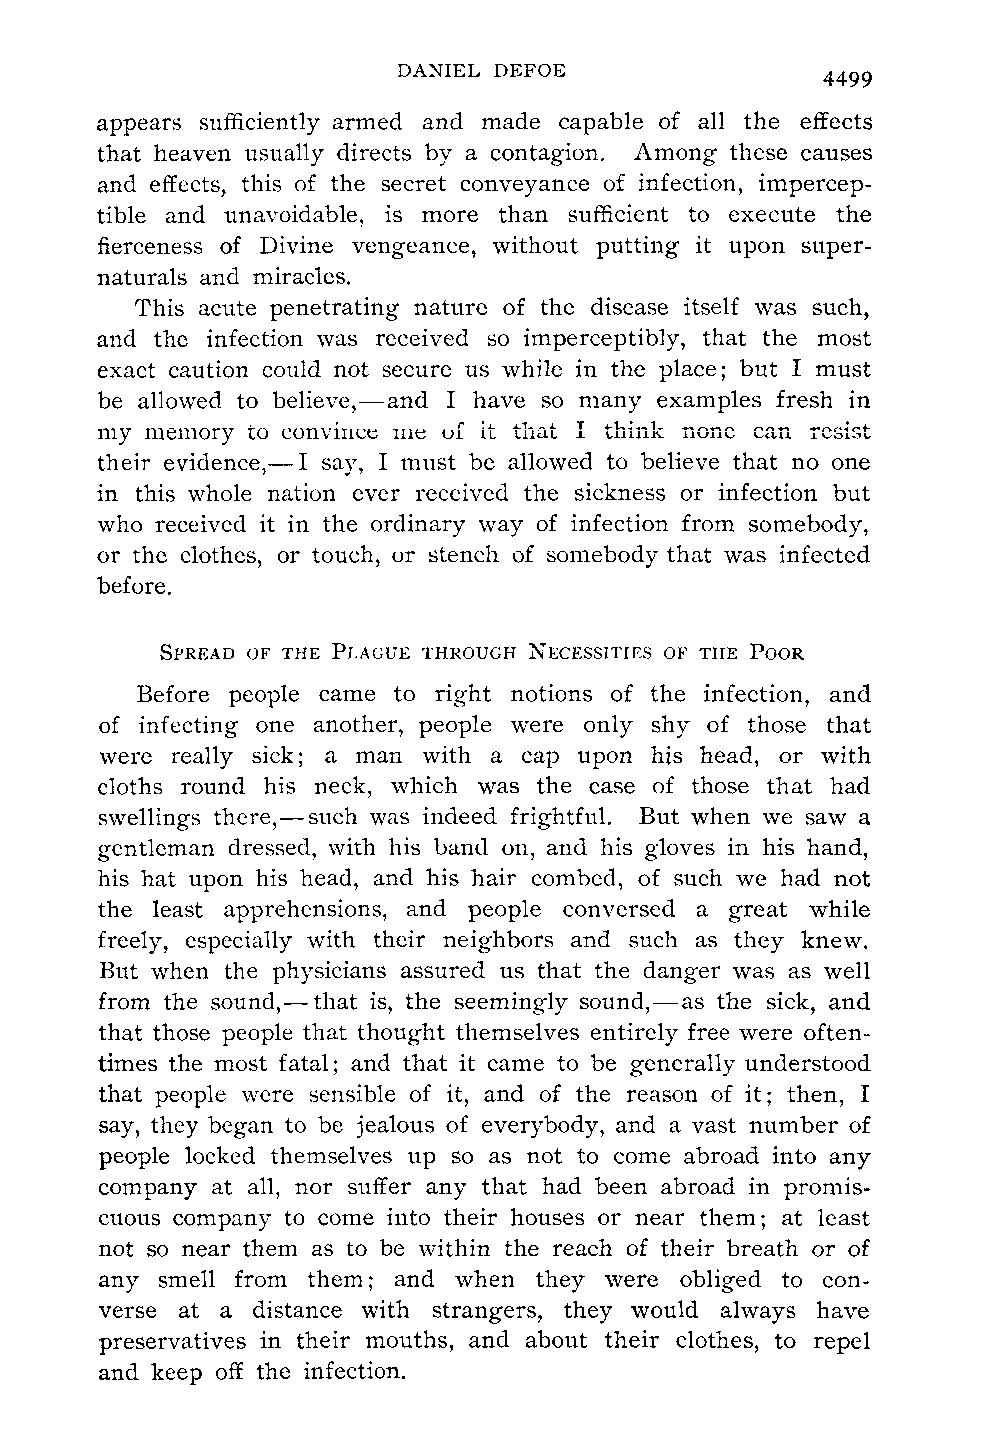 DANIEL DEFOE 4499
appears sufficiently armed and made capable of all the effects
that heaven usually directs by a contagion. Among these causes
and effects, this of the secret conveyance of infection, impercep-
tible and unavoidable, is more than sufficient to execute the
fierceness of Divine vengeance, without putting it upon super-
naturals and miracles.
This acute penetrating nature of the disease itself was such,
and the infection was received so imperceptibly, that the most
exact caution could not secure us while in the place; but I must
be allowed to believe,—and I have so many examples fresh in
my memory to convince me of it that I think none can resist
their evidence,—I say, I must be allowed to believe that no one
in this whole nation ever received the sickness or infection but
who received it in the ordinary way of infection from somebody,
or the clothes, or touch, or stench of somebody that was infected
before.
SPREAD OF THE PLAGUE THROUGH NECESSITIES OF THE POOR
Before people came to right notions of the infection, and
of infecting one another, people were only shy of those that
were really sick; a man with a cap upon his head, or with
cloths round his neck, which was the case of those that had
swellings there,—such was indeed frightful. But when we saw a
gentleman dressed, with his band on, and his gloves in his hand,
his hat upon his head, and his hair combed, of such we had not
the least apprehensions, and people conversed a great while
freely, especially with their neighbors and such as they knew.
But when the physicians assured us that the danger was as well
from the sound,—that is, the seemingly sound,—as the sick, and
that those people that thought themselves entirely free were often-
times the most fatal; and that it came to be generally understood
that people were sensible of it, and of the reason of it; then, I
say, they began to be jealous of everybody, and a vast number of
people locked themselves up so as not to come abroad into any
company at all, nor suffer any that had been abroad in promis-
cuous company to come into their houses or near them; at least
not so near them as to be within the reach of their breath or of
any smell from them; and when they were obliged to con-
verse at a distance with strangers, they would always have
preservatives in their mouths, and about their clothes, to repel
and keep off the infection.